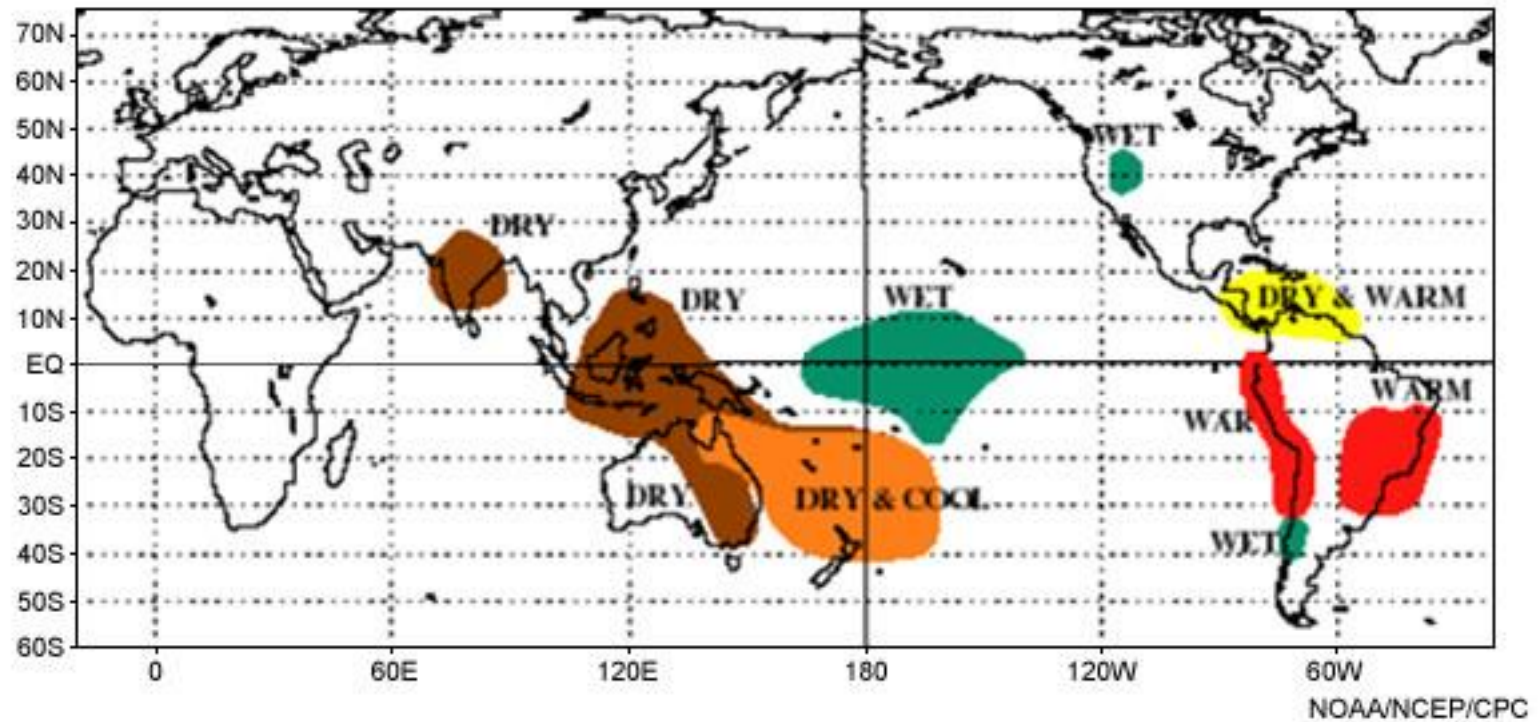 70N
60N
50N
WET
40N
30N
DRY
20N
DRY
WET
DRY & WARM
10N
EQ
WARM
10S
WAR
20S
DRY
DRY & COOL
30S
WET
40S
50S
60S
0 60E 120E 180 120W 60W
NOAA/NCEP/CPC